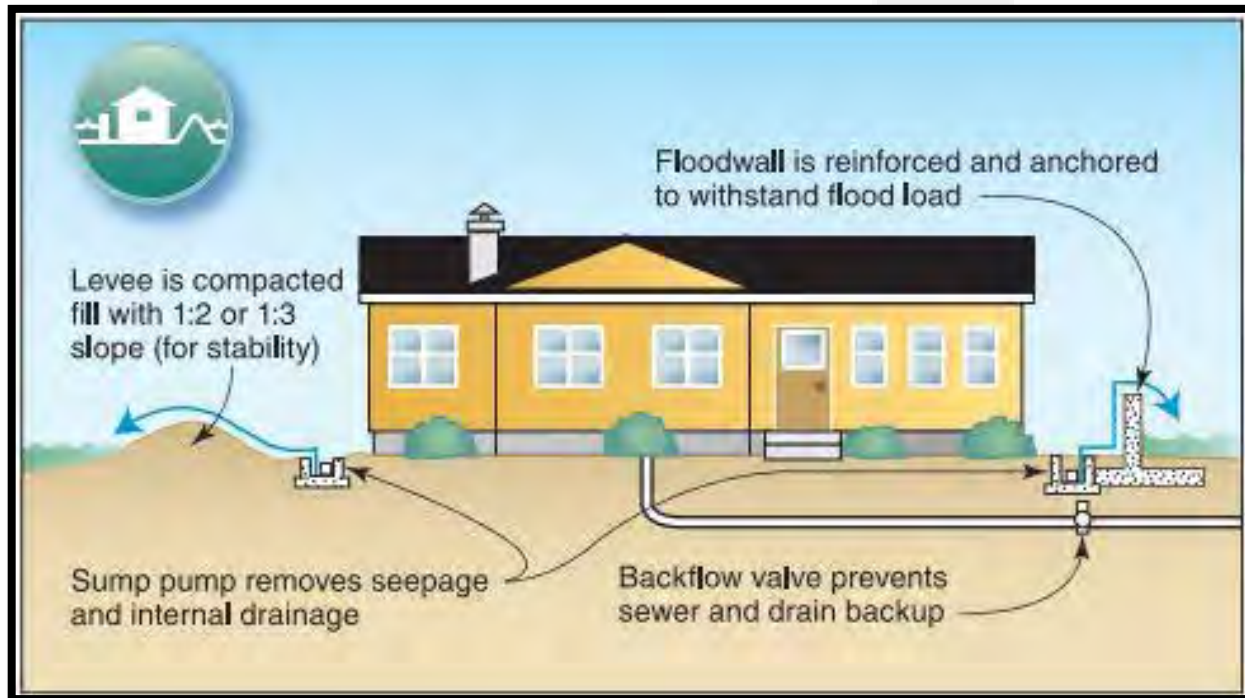 Floodwall is reinforced and anchored
to withstand flood load
Levee is compacted
fill with 1:2 or 1:3
slope (for stability)
Sump pump removes seepage
and internal drainage
Backflow valve prevents
sewer and drain backup